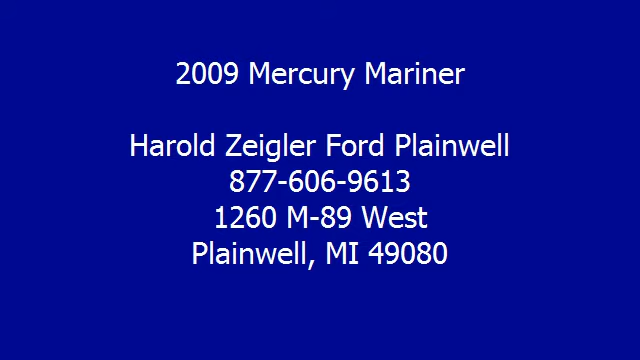 2009 Mercury Mariner
Harold Zeigler Ford Plainwell
877-606-9613
1260 M-89 West
Plainwell, MI 49080